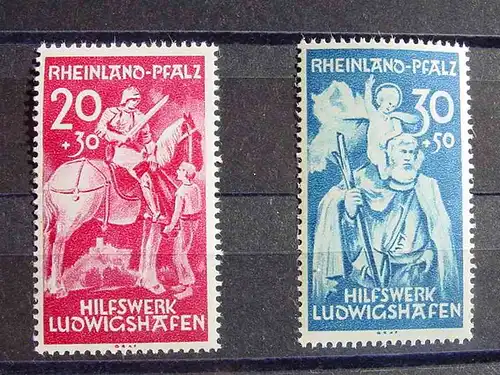 RHEINLAND-PFALZ
20
+30
HILFSWERK
LUDWIGSHAFEN
RHEINLAND-PFALZ
30
+50
HILFSWERK
LUDWIGSHAFEN